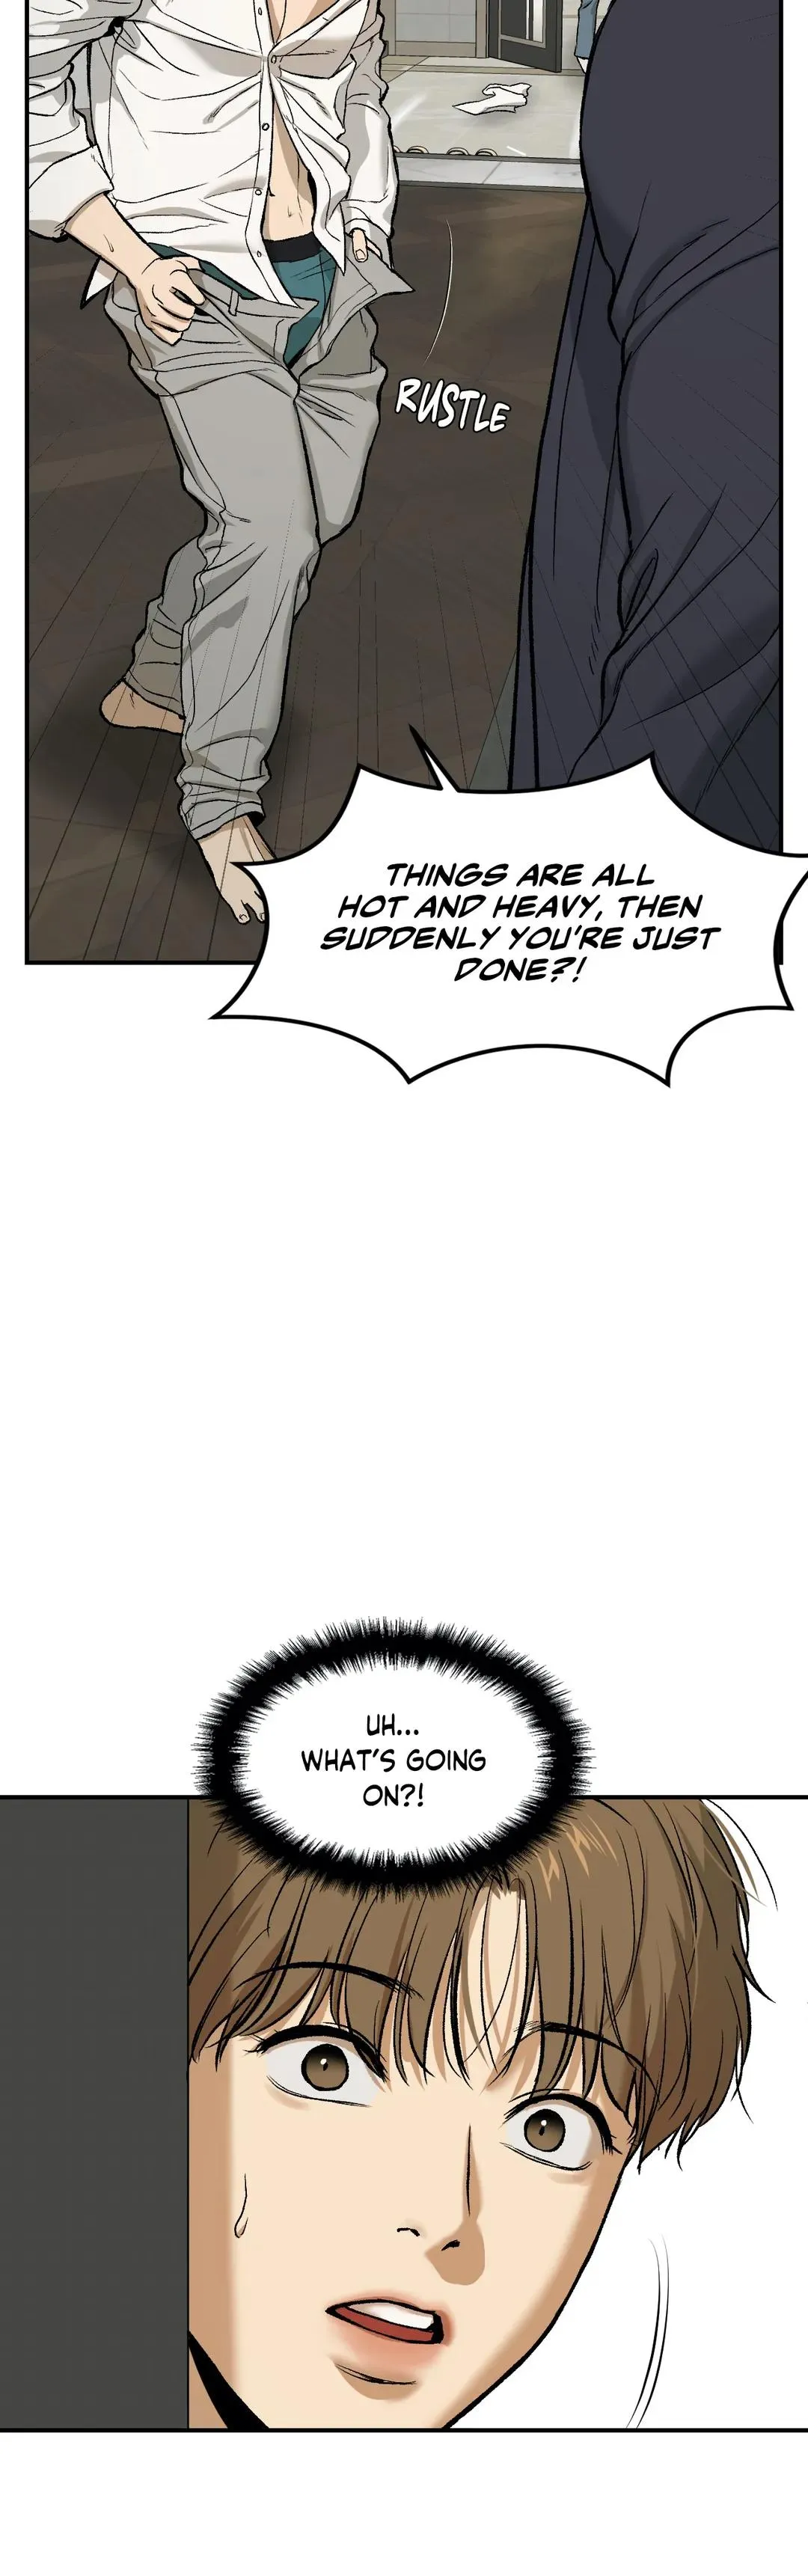 RUSTLE
THINGS ARE ALL
HOT AND HEAVY, THEN
SUDDENLY YOU'RE JUST
DONE?!
UH...
WHAT'S GOING
ON?!